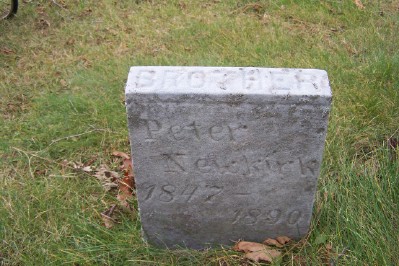 BROTHER
Peter
Newkirk
1847 –
1890